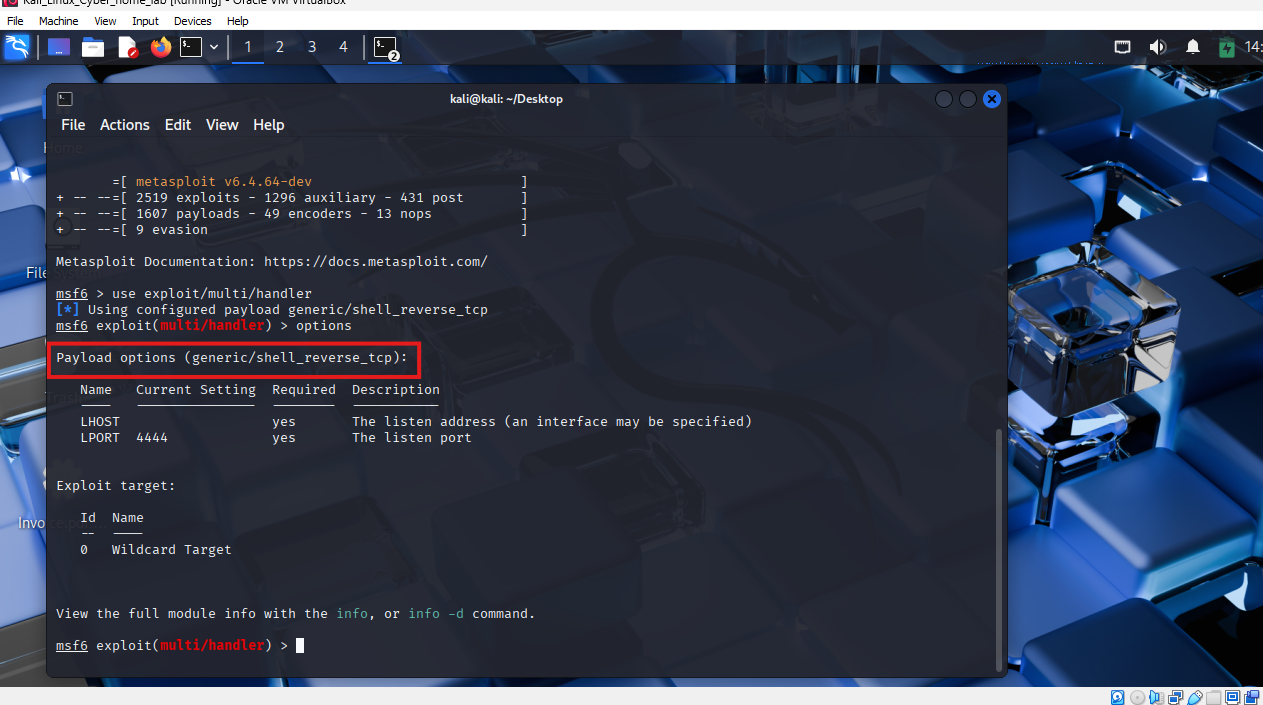 Kali_Linux_Cyber_home_lab [Running] - Oracle VM VirtualBox
File Machine View Input Devices Help
1 2 3 4 2 14:
kali@kali: ~/Desktop
File Actions Edit View Help
Home
=[ metasploit v6.4.64-dev ]
+ -- --=[ 2519 exploits - 1296 auxiliary - 431 post ]
+ -- --=[ 1607 payloads - 49 encoders - 13 nops ]
+ -- --=[ 9 evasion ]
Metasploit Documentation: https://docs.metasploit.com/
File System
msf6 > use exploit/multi/handler
[*] Using configured payload generic/shell_reverse_tcp
msf6 exploit(multi/handler) > options
Payload options (generic/shell_reverse_tcp):
Name Current Setting Required Description
---- --------------- -------- -----------
LHOST yes The listen address (an interface may be specified)
LPORT 4444 yes The listen port
Exploit target:
Id Name
-- ----
0 Wildcard Target
View the full module info with the info, or info -d command.
msf6 exploit(multi/handler) >